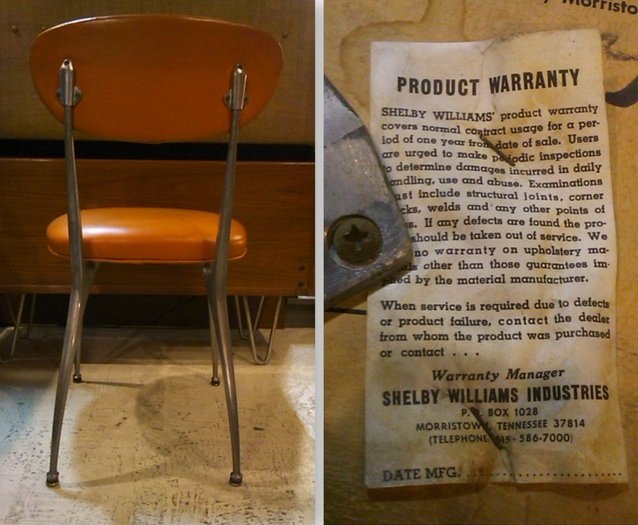 Morristo
PRODUCT WARRANTY
SHELBY WILLIAMS' product warranty
covers normal contract usage for a per-
iod of one year from date of sale. Users
are urged to make inspections
determine damages incurred in daily
use and abuse. Examinations
include structural joints, corner
welds and any other points of
If any defects are found the pro-
should be taken out of service. We
no warranty on upholstery ma-
other than those guarantees im-
by the material manufacturer.
When service is required due to defects
or product failure, contact the dealer
from whom the product was purchased
or contact . . .
Warranty Manager
SHELBY WILLIAMS INDUSTRIES
P.O. BOX 1028
MORRISTOWN, TENNESSEE 37814
(TELEPHONE 586-7000)
DATE MFG.